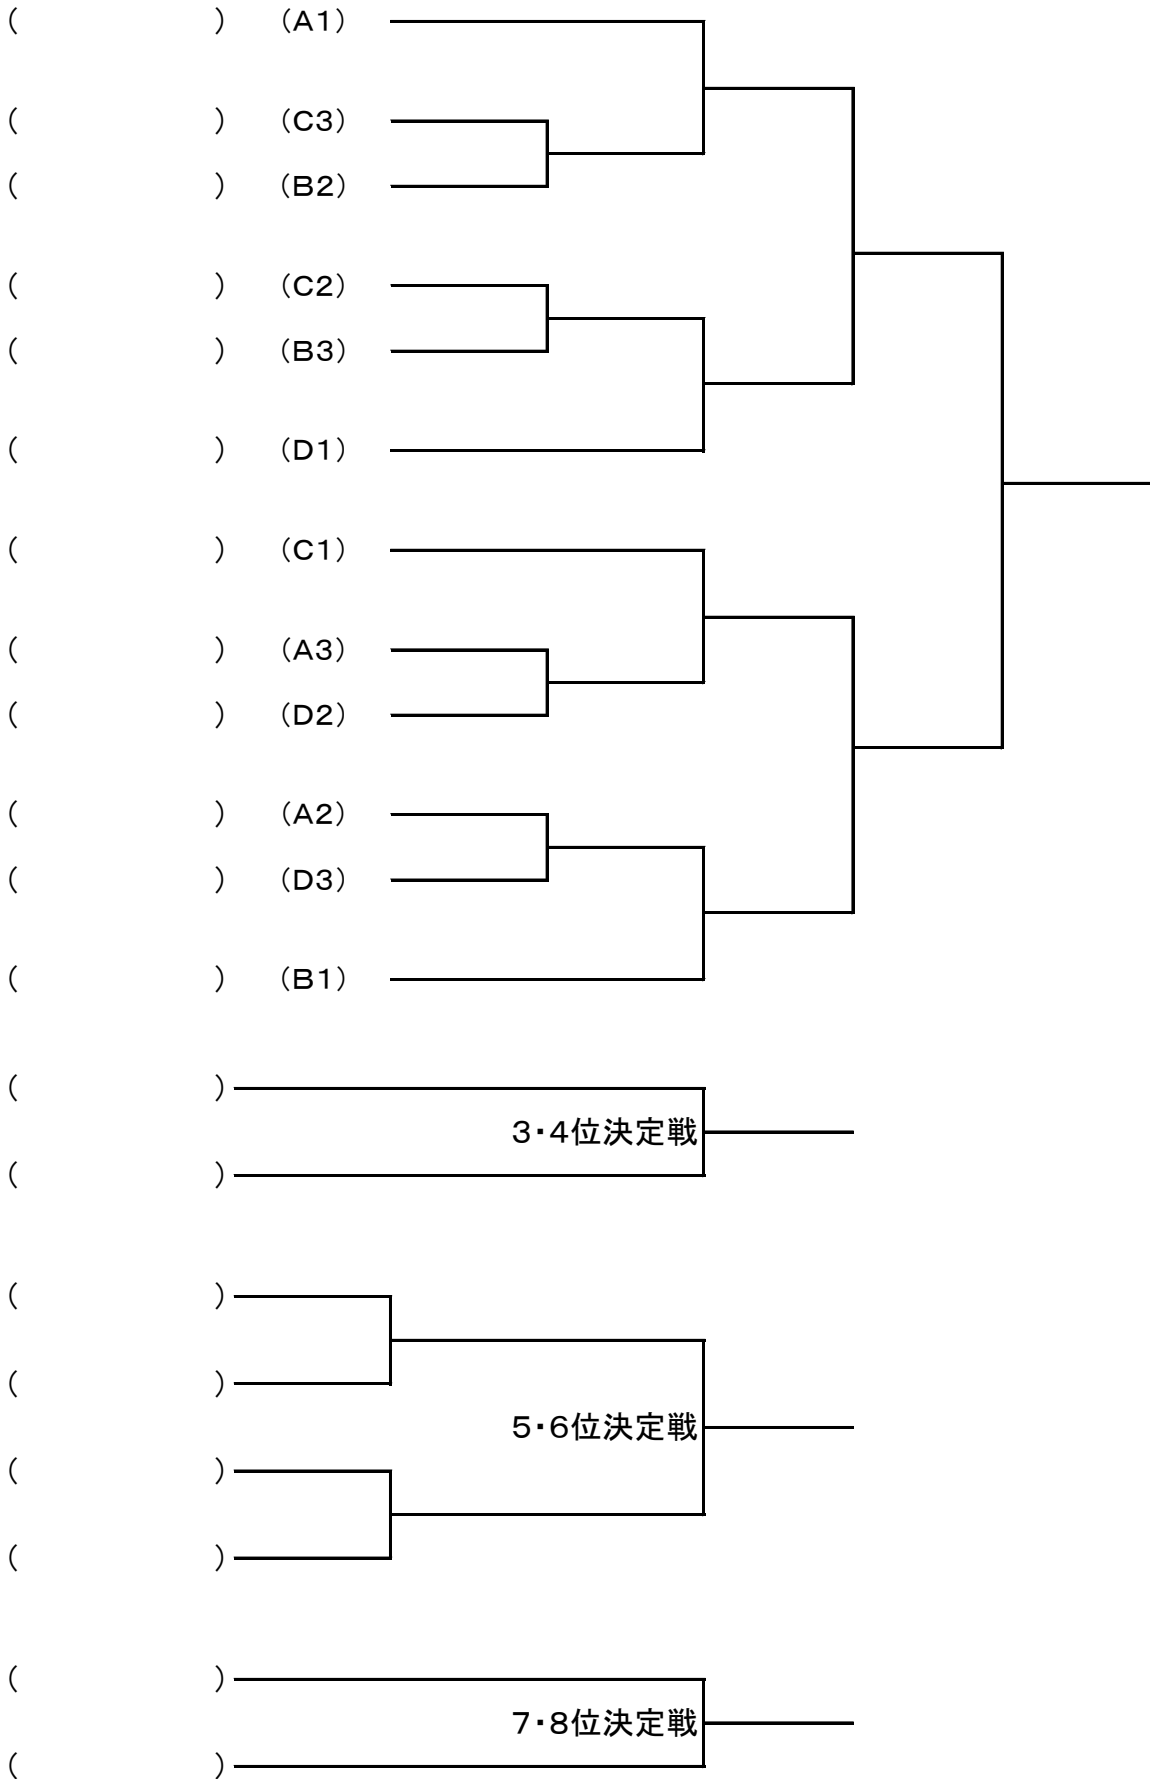 （　　　　　　）　（Ａ１）
（　　　　　　）　（Ｃ３）
（　　　　　　）　（Ｂ２）
（　　　　　　）　（Ｃ２）
（　　　　　　）　（Ｂ３）
（　　　　　　）　（Ｄ１）
（　　　　　　）　（Ｃ１）
（　　　　　　）　（Ａ３）
（　　　　　　）　（Ｄ２）
（　　　　　　）　（Ａ２）
（　　　　　　）　（Ｄ３）
（　　　　　　）　（Ｂ１）
（　　　　　　）
３・４位決定戦
（　　　　　　）
（　　　　　　）
（　　　　　　）
５・６位決定戦
（　　　　　　）
（　　　　　　）
（　　　　　　）
７・８位決定戦
（　　　　　　）